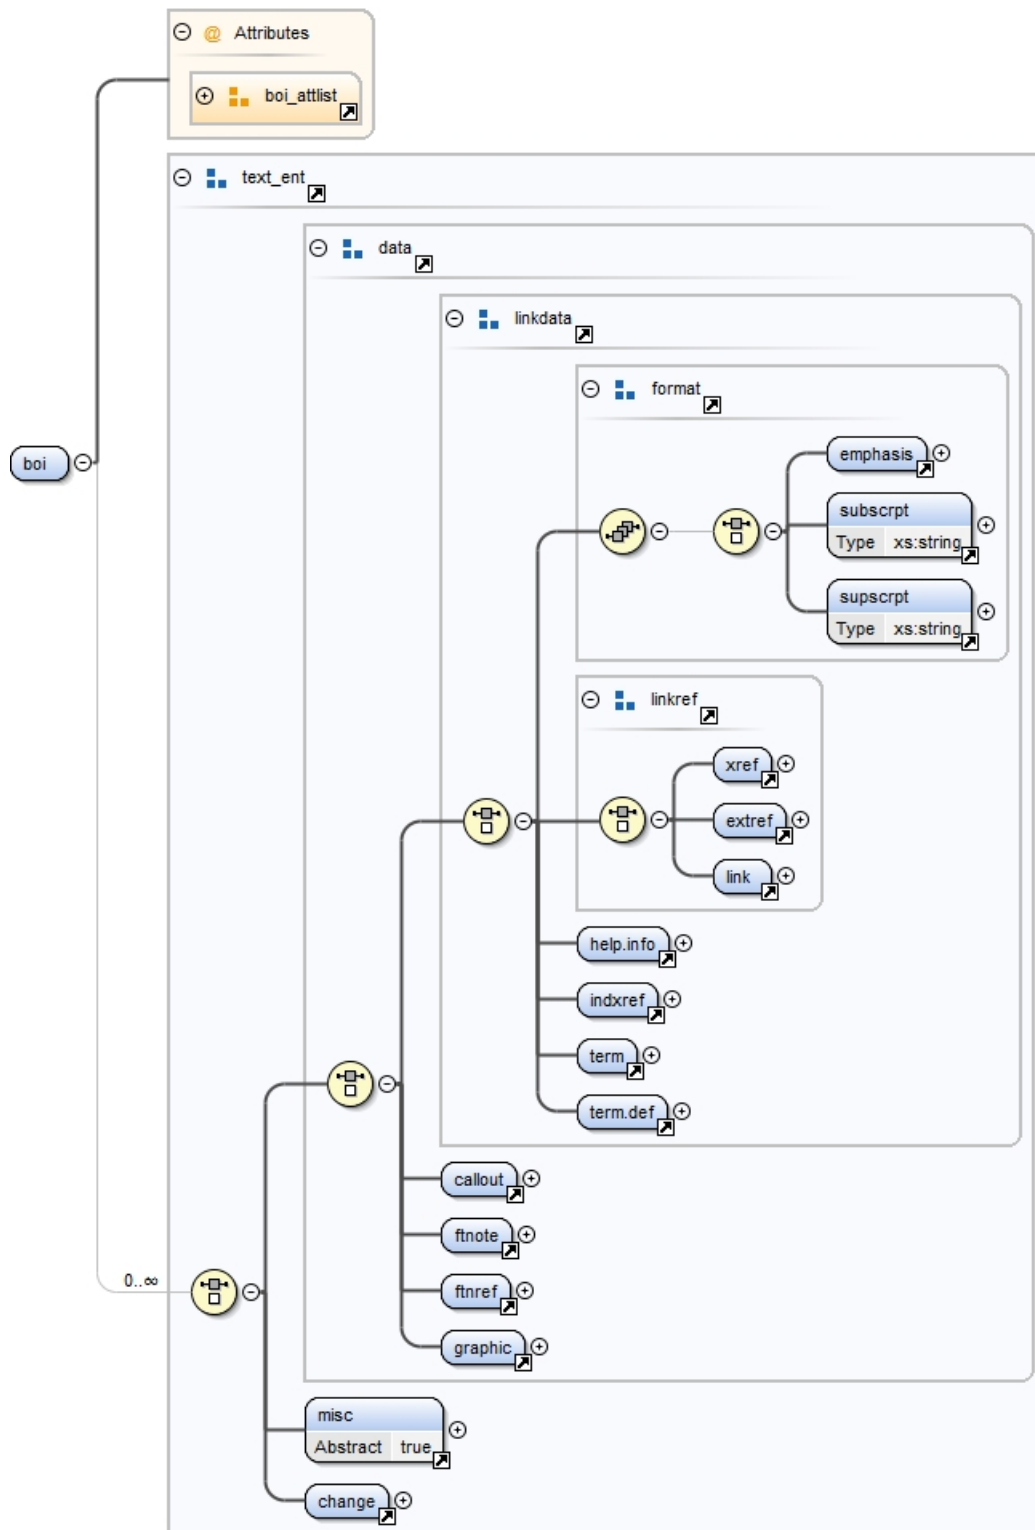 @ Attributes
boi_attlist
text_ent
data
linkdata
format
boi
emphasis
subscrpt
Type xs:string
supscrpt
Type xs:string
linkref
xref
extref
link
help.info
indxref
term
term.def
callout
ftnote
0..∞
ftnref
graphic
misc
Abstract true
change